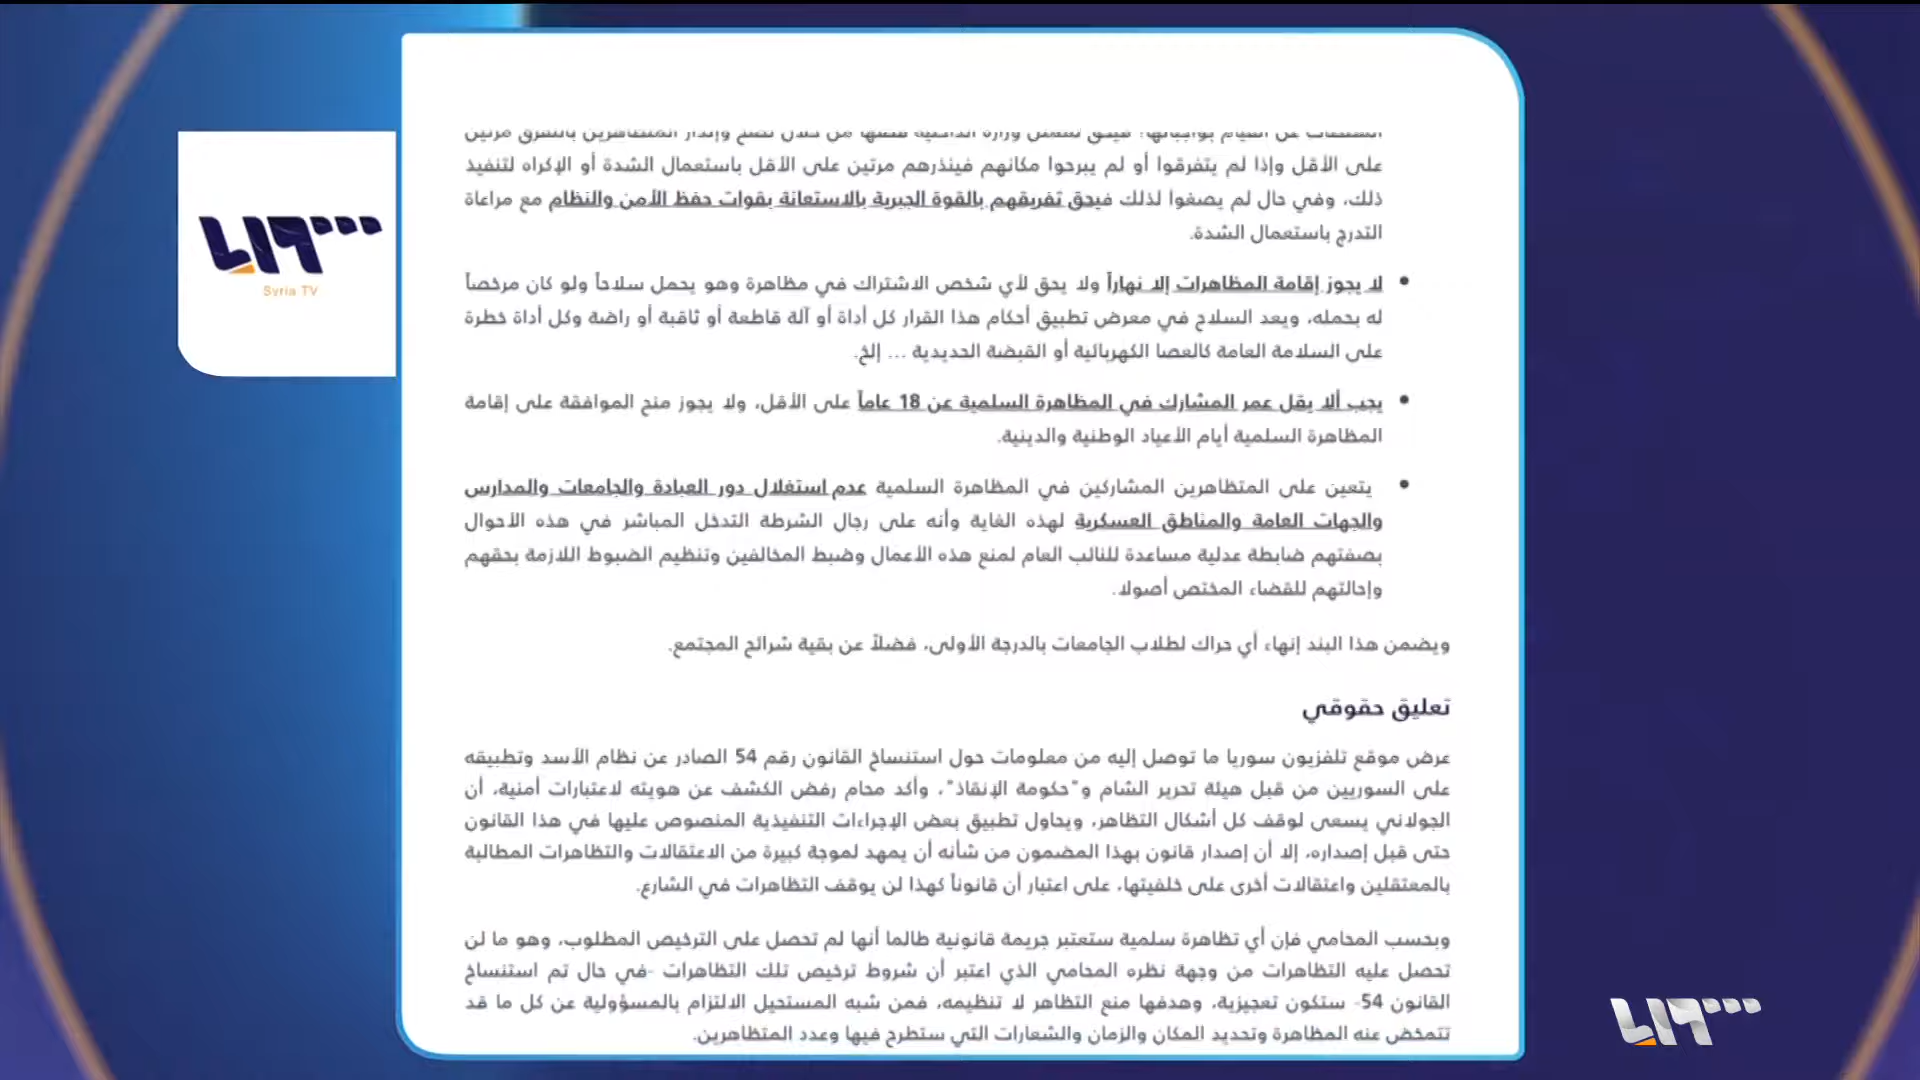 Syria TV
على الأقل وإذا لم يتفرقوا أو لم يبرحوا مكانهم فينذرهم مرتين على الأقل باستعمال الشدة أو الإكراه لتنفيذ
ذلك، وفي حال لم يصغوا لذلك فيحق تفريقهم بالقوة الجبرية بالاستعانة بقوات حفظ الأمن والنظام مع مراعاة
التدرج باستعمال الشدة.
• لا يجوز إقامة المظاهرات إلا نهاراً ولا يحق لأي شخص الاشتراك في مظاهرة وهو يحمل سلاحاً ولو كان مرخصاً
له بحمله، ويعد السلاح في معرض تطبيق أحكام هذا القرار كل أداة أو آلة قاطعة أو ثاقبة أو راضة وكل أداة خطرة
على السلامة العامة كالعصا الكهربائية أو القبضة الحديدية ... إلخ.
• يجب ألا يقل عمر المشارك في المظاهرة السلمية عن 18 عاماً على الأقل، ولا يجوز منح الموافقة على إقامة
المظاهرة السلمية أيام الأعياد الوطنية والدينية.
• يتعين على المتظاهرين المشاركين في المظاهرة السلمية عدم استغلال دور العبادة والجامعات والمدارس
والجهات العامة والمناطق العسكرية لهذه الغاية وأنه على رجال الشرطة التدخل المباشر في هذه الأحوال
بصفتهم ضابطة عدلية مساعدة للنائب العام لمنع هذه الأعمال وضبط المخالفين وتنظيم الضبوط اللازمة بحقهم
وإحالتهم للقضاء المختص أصولا.
ويضمن هذا البند إنهاء أي حراك لطلاب الجامعات بالدرجة الأولى، فضلاً عن بقية شرائح المجتمع.
تعليق حقوقي
عرض موقع تلفزيون سوريا ما توصل إليه من معلومات حول استنساخ القانون رقم 54 الصادر عن نظام الأسد وتطبيقه
على السوريين من قبل هيئة تحرير الشام و"حكومة الإنقاذ"، وأكد محام رفض الكشف عن هويته لاعتبارات أمنية، أن
الجولاني يسعى لوقف كل أشكال التظاهر، ويحاول تطبيق بعض الإجراءات التنفيذية المنصوص عليها في هذا القانون
حتى قبل إصداره، إلا أن إصدار قانون بهذا المضمون من شأنه أن يمهد لموجة كبيرة من الاعتقالات والتظاهرات المطالبة
بالمعتقلين واعتقالات أخرى على خلفيتها، على اعتبار أن قانوناً كهذا لن يوقف التظاهرات في الشارع.
وبحسب المحامي فإن أي تظاهرة سلمية ستعتبر جريمة قانونية طالما أنها لم تحصل على الترخيص المطلوب، وهو ما لن
تحصل عليه التظاهرات من وجهة نظره المحامي الذي اعتبر أن شروط ترخيص تلك التظاهرات -في حال تم استنساخ
القانون 54- ستكون تعجيزية، وهدفها منع التظاهر لا تنظيمه، فمن شبه المستحيل الالتزام بالمسؤولية عن كل ما قد
تتمخض عنه المظاهرة وتحديد المكان والزمان والشعارات التي ستطرح فيها وعدد المتظاهرين.